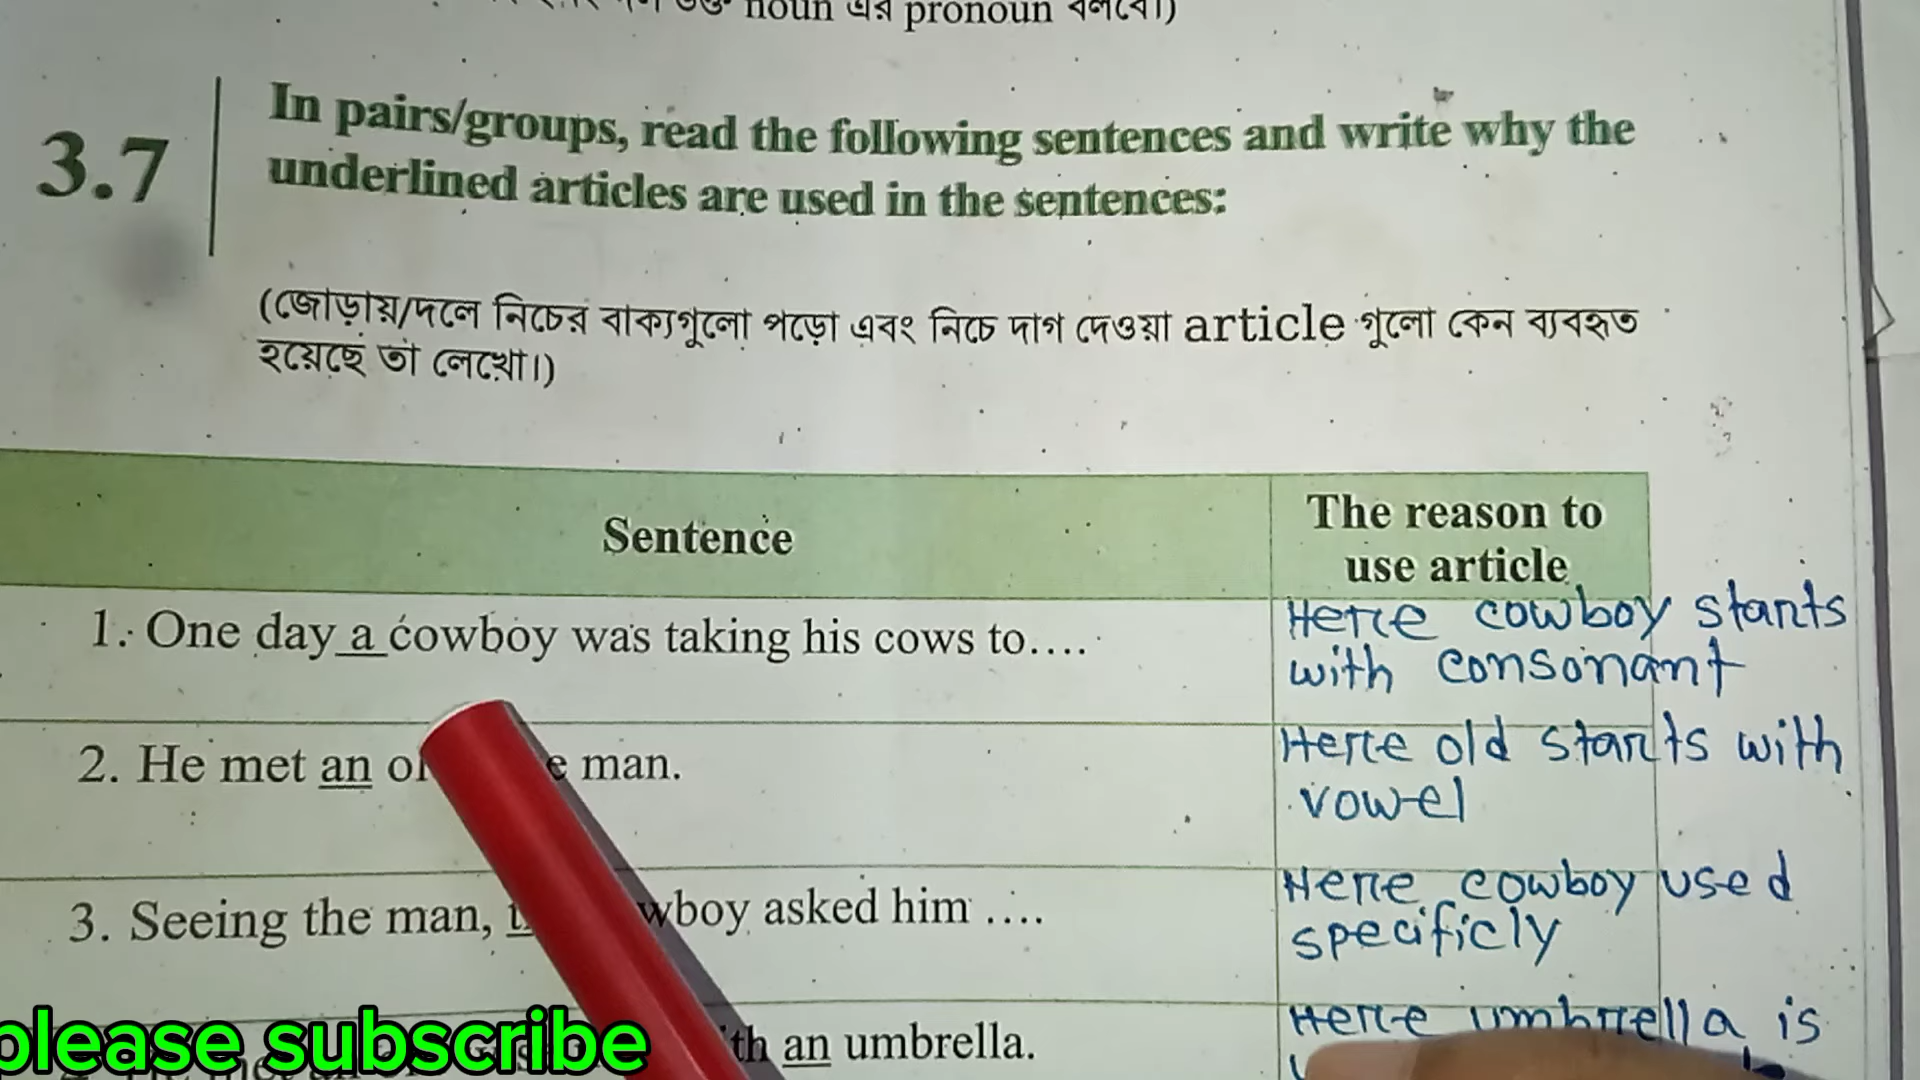 noun এর pronoun বলবে।)
3.7
In pairs/groups, read the following sentences and write why the
underlined articles are used in the sentences:
(জোড়ায়/দলে নিচের বাক্যগুলো পড়ো এবং নিচে দাগ দেওয়া article গুলো কেন ব্যবহৃত
হয়েছে তা লেখো।)
Sentence
The reason to
use article
1. One day a cowboy was taking his cows to....
Here cowboy starts
with consonant
2. He met an man.
Here old starts with
vowel
3. Seeing the man, asked him ....
Here cowboy used
specificly
an umbrella.
Here umbrella is
please subscribe